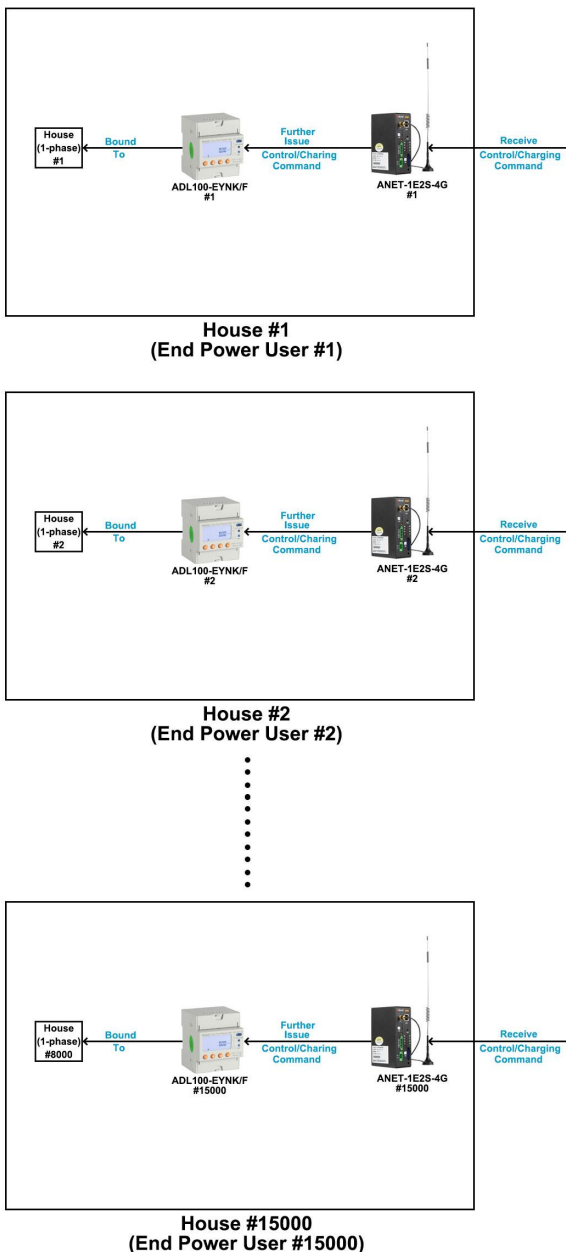 House
(1-phase)
#1
Bound
To
ADL100-EYNK/F
#1
Further
Issue
Control/Charing
Command
ANET-1E2S-4G
#1
Receive
Control/Charging
Command
House #1
(End Power User #1)
House
(1-phase)
#2
Bound
To
ADL100-EYNK/F
#2
Further
Issue
Control/Charing
Command
ANET-1E2S-4G
#2
Receive
Control/Charging
Command
House #2
(End Power User #2)
House
(1-phase)
#8000
Bound
To
ADL100-EYNK/F
#15000
Further
Issue
Control/Charing
Command
ANET-1E2S-4G
#15000
Receive
Control/Charging
Command
House #15000
(End Power User #15000)